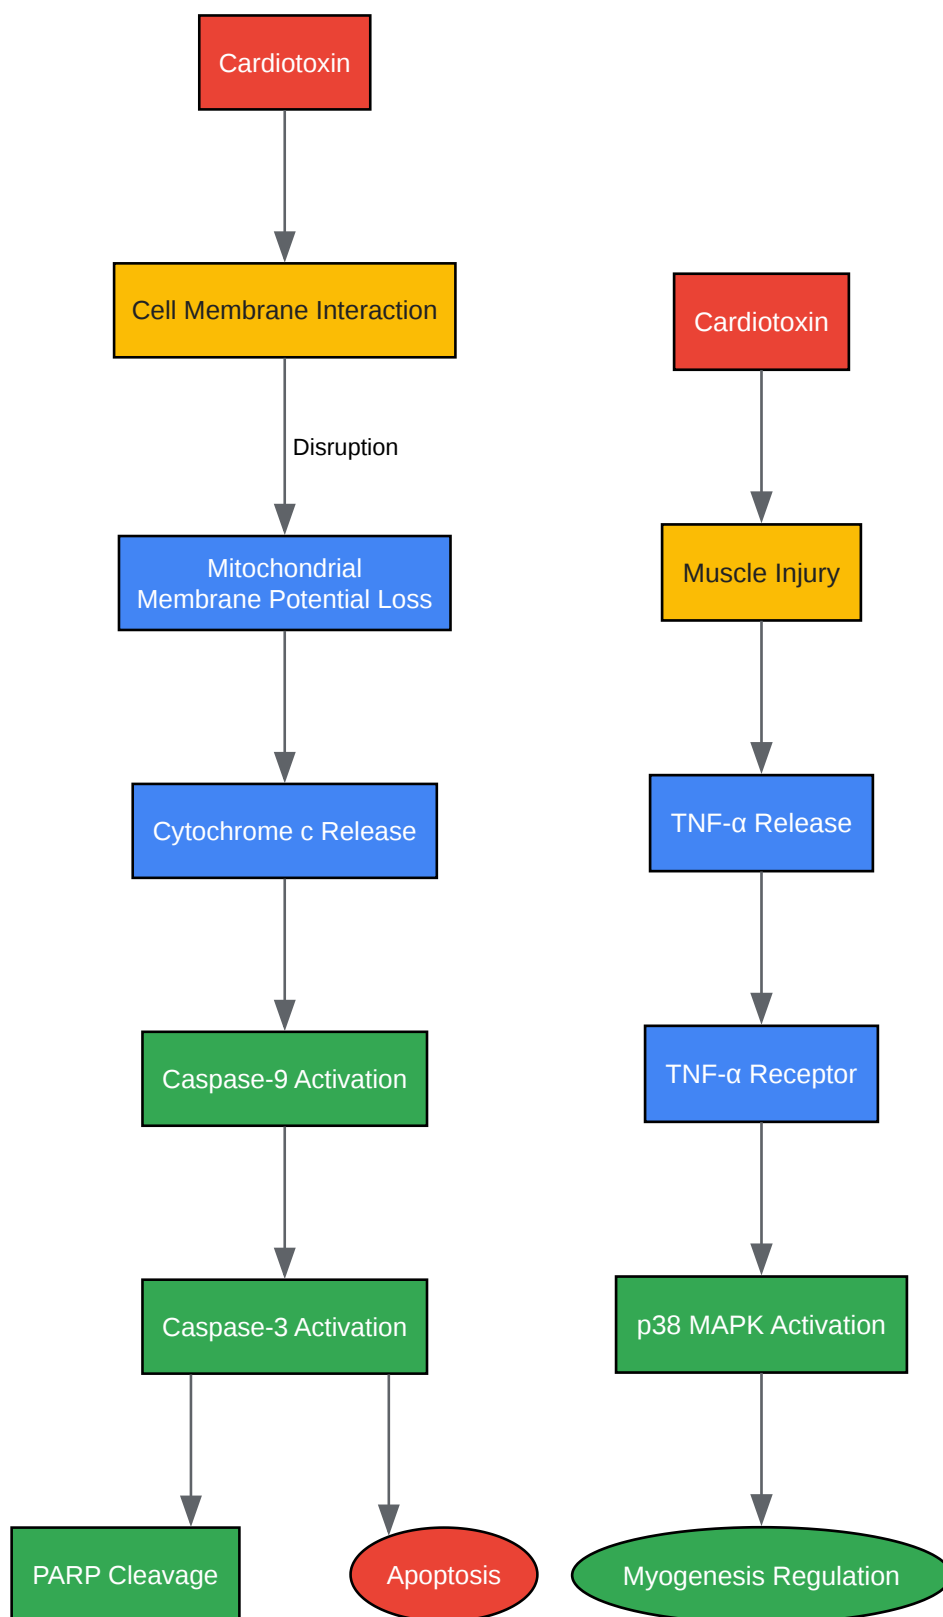 Cardiotoxin
Cell Membrane Interaction
Disruption
Mitochondrial
Membrane Potential Loss
Cytochrome c Release
Caspase-9 Activation
Caspase-3 Activation
PARP Cleavage
Apoptosis
Cardiotoxin
Muscle Injury
TNF-α Release
TNF-α Receptor
p38 MAPK Activation
Myogenesis Regulation